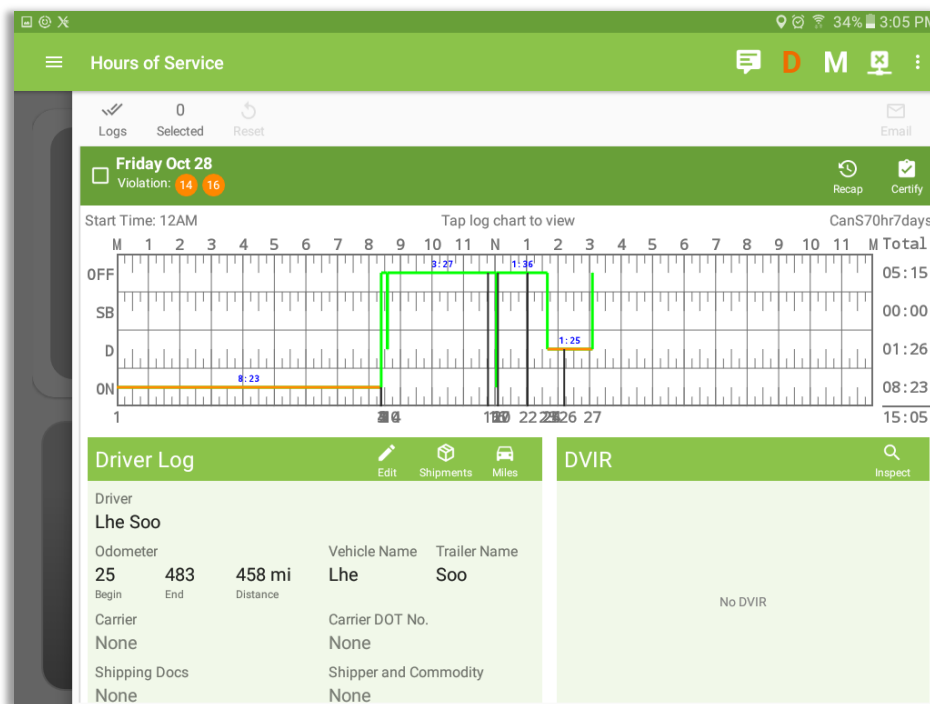 34% 3:05 PM
Hours of Service D M
Logs 0 Selected Reset Email
Friday Oct 28
Violation: 14 16 Recap Certify
Start Time: 12AM Tap log chart to view CanS70hr7days
M 1 2 3 4 5 6 7 8 9 10 11 N 1 2 3 4 5 6 7 8 9 10 11 M Total
OFF 3:27 1:36 05:15
SB 00:00
D 1:25 01:26
ON 8:23 08:23
1 22 26 27 15:05
Driver Log Edit Shipments Miles
DVIR Inspect
Driver
Lhe Soo
Odometer Vehicle Name Trailer Name
25 483 458 mi Lhe Soo
Begin End Distance
No DVIR
Carrier Carrier DOT No.
None None
Shipping Docs Shipper and Commodity
None None